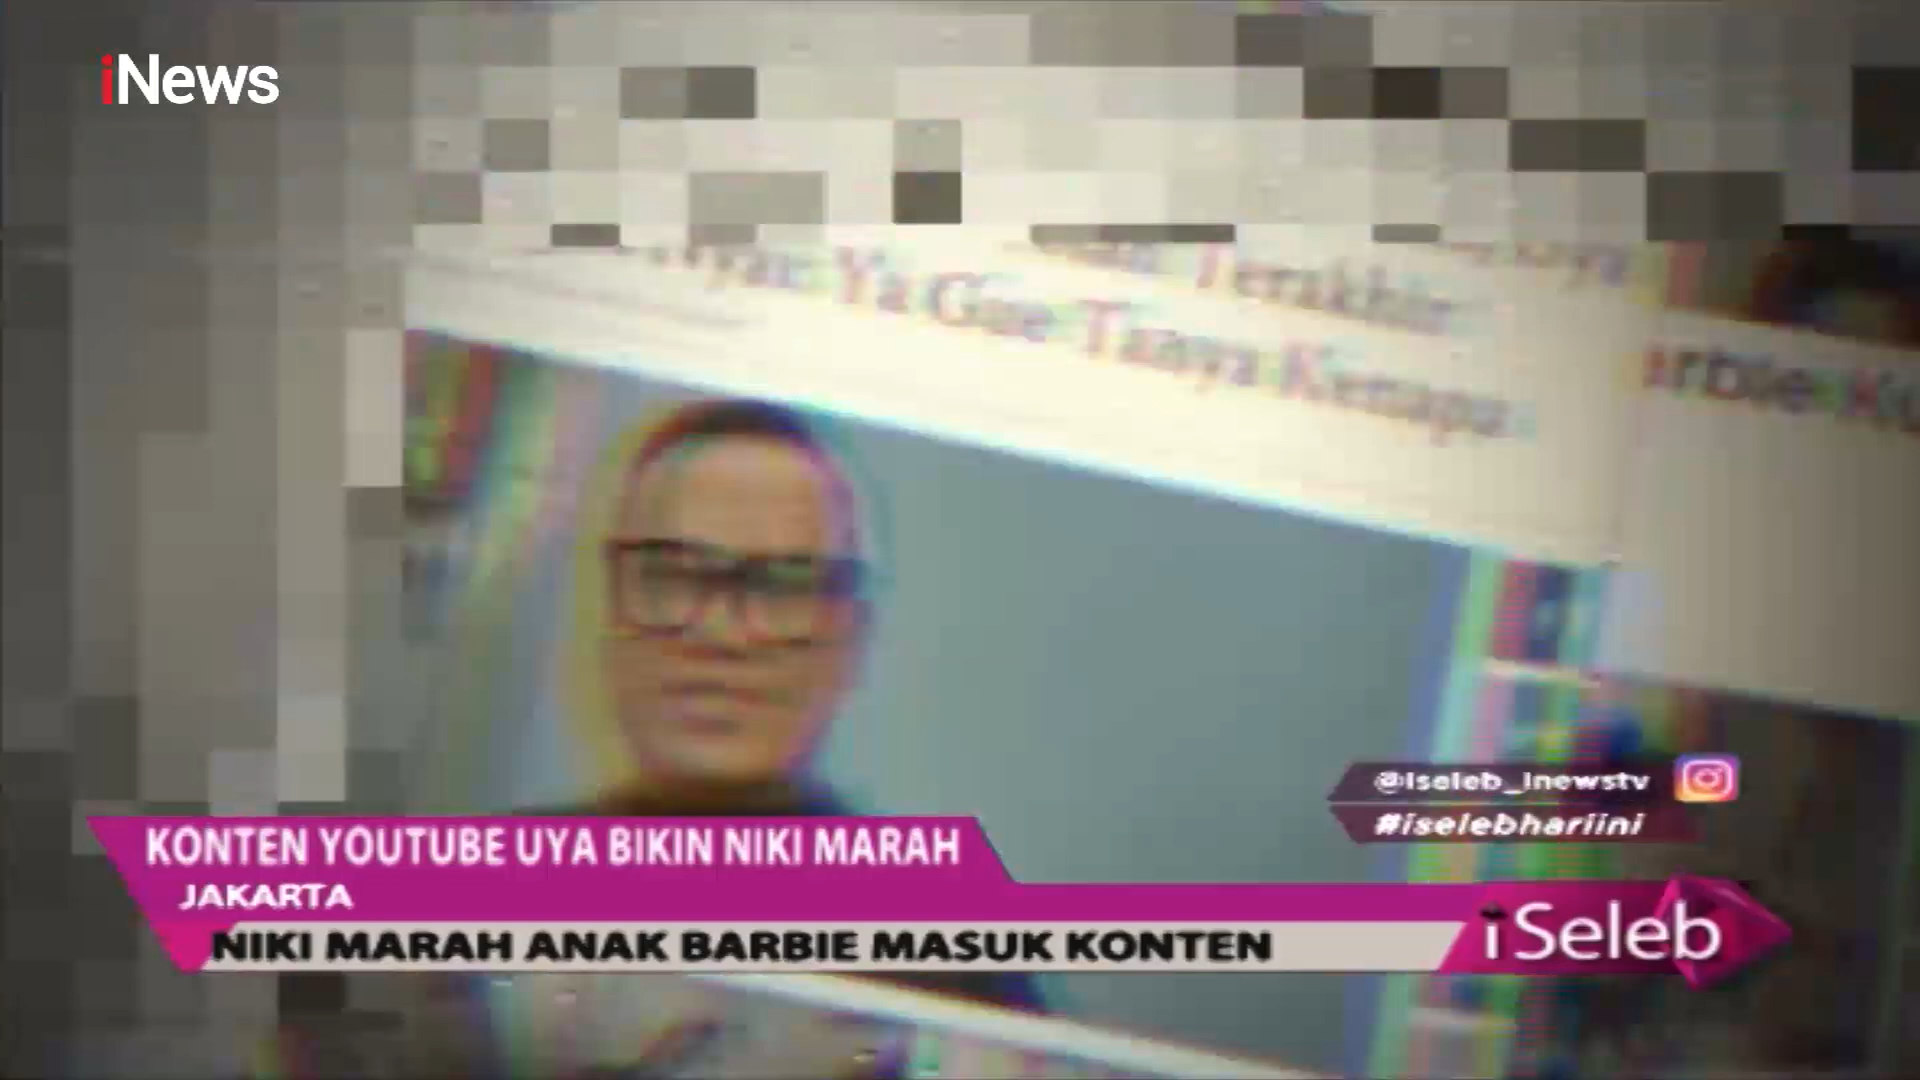 iNews
Terakhir
Ya Gue Tanya Kenapa
@iseleb_inewstv
#iselebhariini
KONTEN YOUTUBE UYA BIKIN NIKI MARAH
JAKARTA
NIKI MARAH ANAK BARBIE MASUK KONTEN
iSeleb